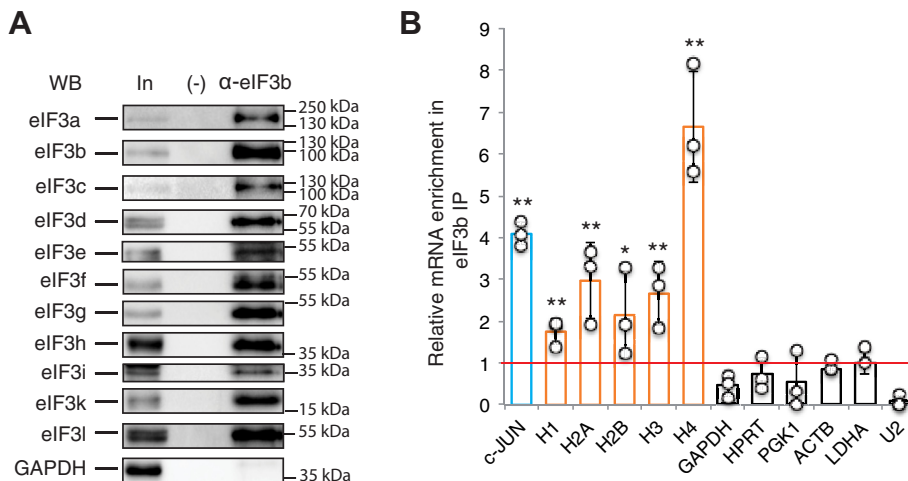 A
WB In (-) α-eIF3b
eIF3a 250 kDa
130 kDa
eIF3b 130 kDa
100 kDa
eIF3c 130 kDa
100 kDa
eIF3d 70 kDa
55 kDa
eIF3e 55 kDa
eIF3f 55 kDa
eIF3g 55 kDa
eIF3h 35 kDa
eIF3i 35 kDa
eIF3k 15 kDa
eIF3l 55 kDa
GAPDH 35 kDa
B
Relative mRNA enrichment in
eIF3b IP
9
8
7
6
5
4
3
2
1
0
** ** ** * ** **
c-JUN H1 H2A H2B H3 H4 GAPDH HPRT PGK1 ACTB LDHA U2